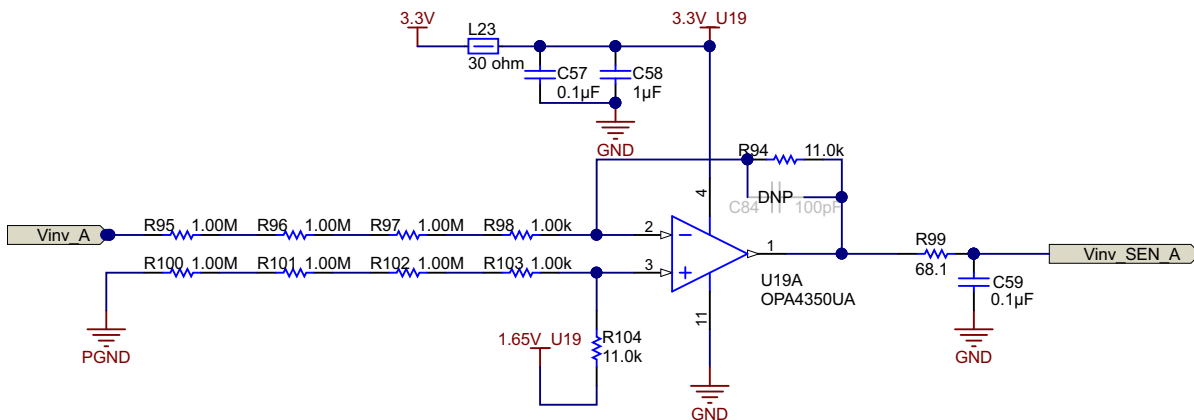 3.3V
L23
30 ohm
3.3V_U19
C57
0.1µF
C58
1µF
GND
R94
11.0k
DNP
C84
100pF
4
Vinv_A
R95
1.00M
R96
1.00M
R97
1.00M
R98
1.00k
2
R100
1.00M
R101
1.00M
R102
1.00M
R103
1.00k
3
1
U19A
OPA4350UA
11
R99
68.1
Vinv_SEN_A
C59
0.1µF
GND
PGND
1.65V_U19
R104
11.0k
GND